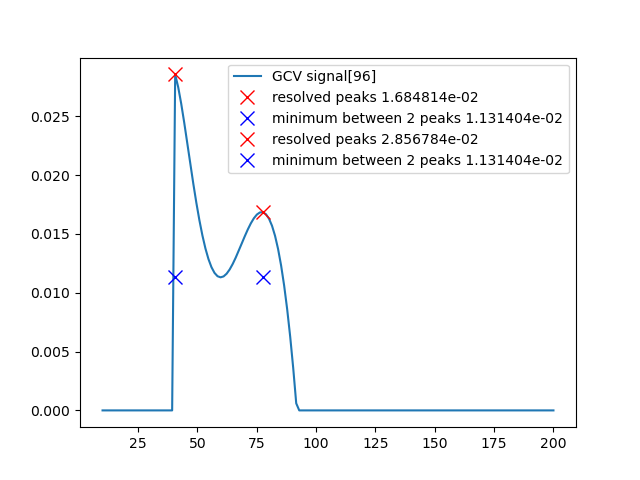 GCV signal[96]
resolved peaks 1.684814e-02
minimum between 2 peaks 1.131404e-02
resolved peaks 2.856784e-02
minimum between 2 peaks 1.131404e-02
0.025
0.020
0.015
0.010
0.005
0.000
25 50 75 100 125 150 175 200